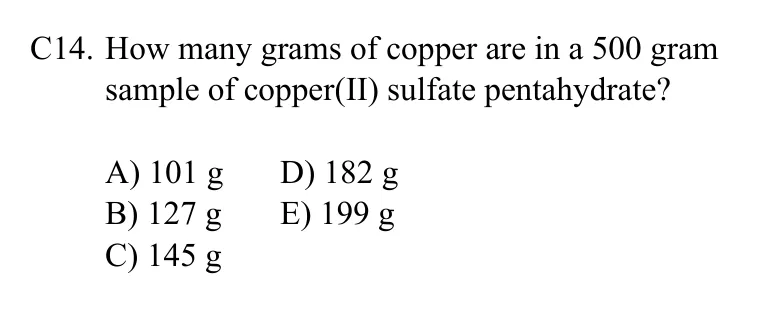 C14. How many grams of copper are in a 500 gram
sample of copper(II) sulfate pentahydrate?
A) 101 g D) 182 g
B) 127 g E) 199 g
C) 145 g